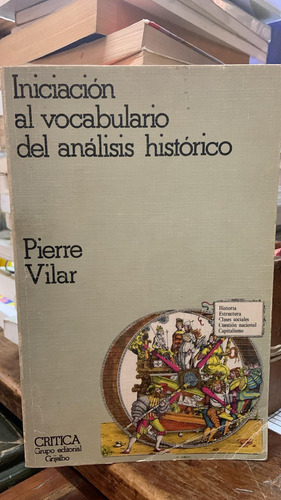 Iniciación
al vocabulario
del análisis histórico
Pierre
Vilar
Historia
Estructura
Clases sociales
Cuestión nacional
Capitalismo
CRITICA
Grupo editorial
Grijalbo